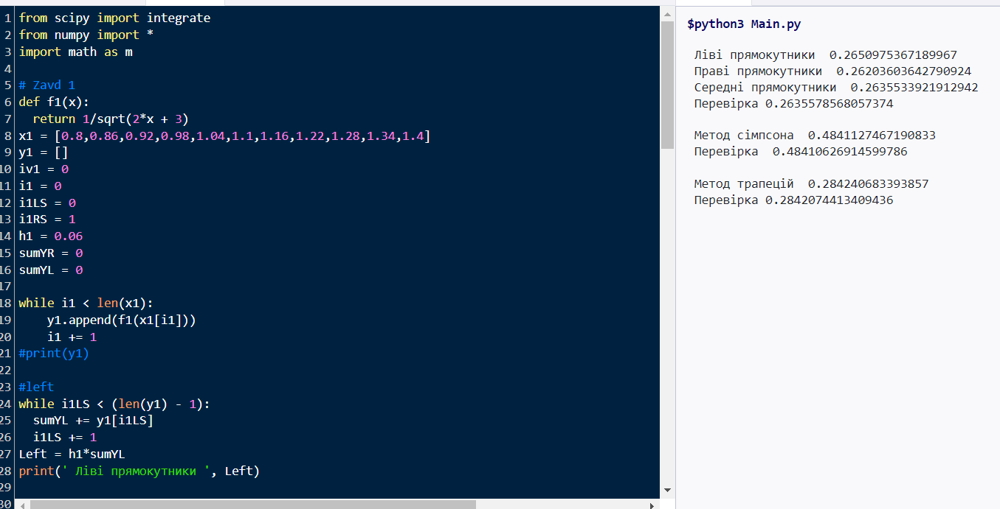 1 from scipy import integrate
2 from numpy import *
3 import math as m
4
5 # Zavd 1
6 def f1(x):
7   return 1/sqrt(2*x + 3)
8 x1 = [0.8,0.86,0.92,0.98,1.04,1.1,1.16,1.22,1.28,1.34,1.4]
9 y1 = []
10 iv1 = 0
11 i1 = 0
12 i1LS = 0
13 i1RS = 1
14 h1 = 0.06
15 sumYR = 0
16 sumYL = 0
17
18 while i1 < len(x1):
19     y1.append(f1(x1[i1]))
20     i1 += 1
21 #print(y1)
22
23 #left
24 while i1LS < (len(y1) - 1):
25   sumYL += y1[i1LS]
26   i1LS += 1
27 Left = h1*sumYL
28 print(' Ліві прямокутники ', Left)
29
30
$python3 Main.py
Ліві прямокутники  0.2650975367189967
Праві прямокутники  0.26203603642790924
Середні прямокутники  0.2635533921912942
Перевірка 0.2635578568057374
Метод сімпсона  0.4841127467190833
Перевірка  0.48410626914599786
Метод трапецій  0.284240683393857
Перевірка 0.2842074413409436